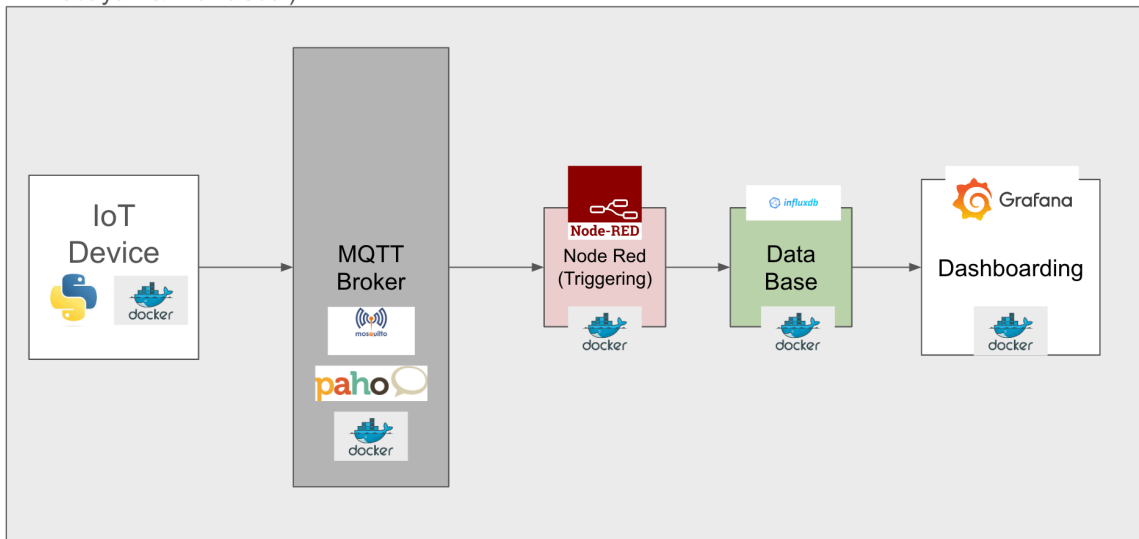 IoT
Device
docker
MQTT
Broker
mosquitto
paho
docker
Node-RED
Node Red
(Triggering)
docker
influxdb
Data
Base
docker
Grafana
Dashboarding
docker